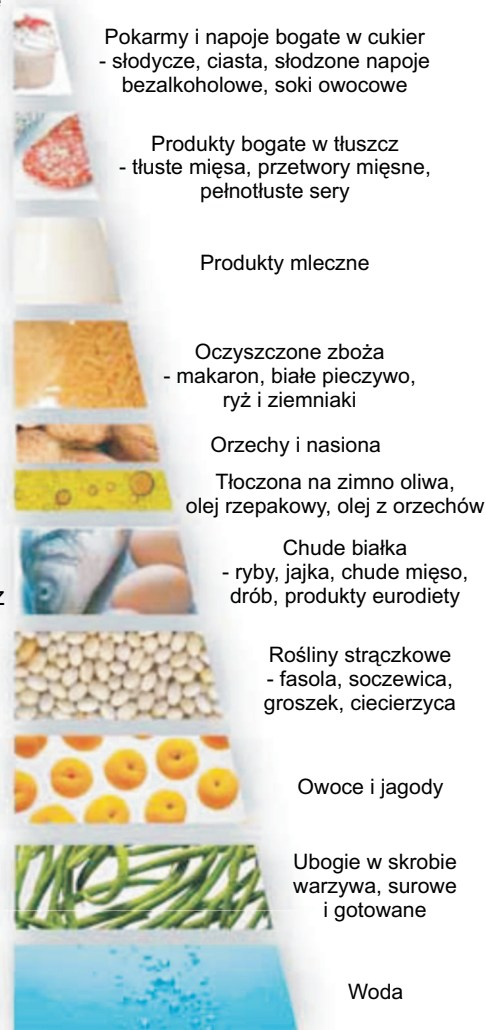 Pokarmy i napoje bogate w cukier
- słodycze, ciasta, słodzone napoje
bezalkoholowe, soki owocowe
Produkty bogate w tłuszcz
- tłuste mięsa, przetwory mięsne,
pełnotłuste sery
Produkty mleczne
Oczyszczone zboża
- makaron, białe pieczywo,
ryż i ziemniaki
Orzechy i nasiona
Tłoczona na zimno oliwa,
olej rzepakowy, olej z orzechów
Chude białka
- ryby, jajka, chude mięso,
drób, produkty eurodiety
Rośliny strączkowe
- fasola, soczewica,
groszek, ciecierzyca
Owoce i jagody
Ubogie w skrobie
warzywa, surowe
i gotowane
Woda